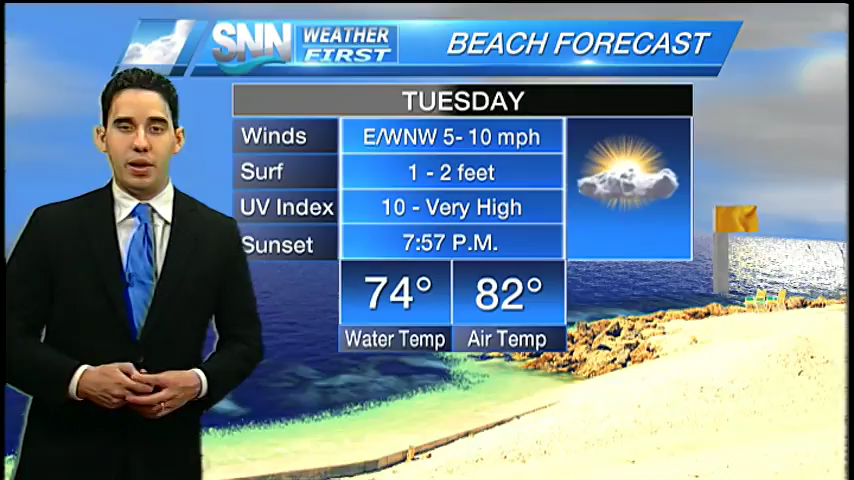 SNN WEATHER FIRST
BEACH FORECAST
TUESDAY
Winds E/WNW 5- 10 mph
Surf 1 - 2 feet
UV Index 10 - Very High
Sunset 7:57 P.M.
74° 82°
Water Temp Air Temp